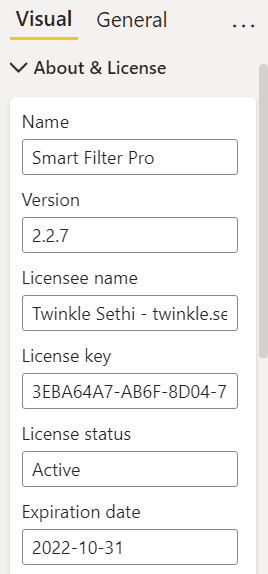 Visual General ...
About & License
Name
Smart Filter Pro
Version
2.2.7
Licensee name
Twinkle Sethi - twinkle.se
License key
3EBA64A7-AB6F-8D04-7
License status
Active
Expiration date
2022-10-31